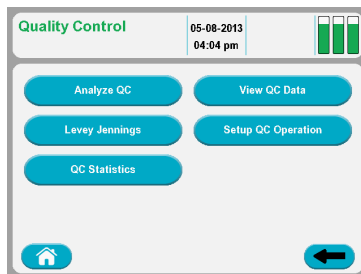 Quality Control
05-08-2013
04:04 pm
Analyze QC
View QC Data
Levey Jennings
Setup QC Operation
QC Statistics